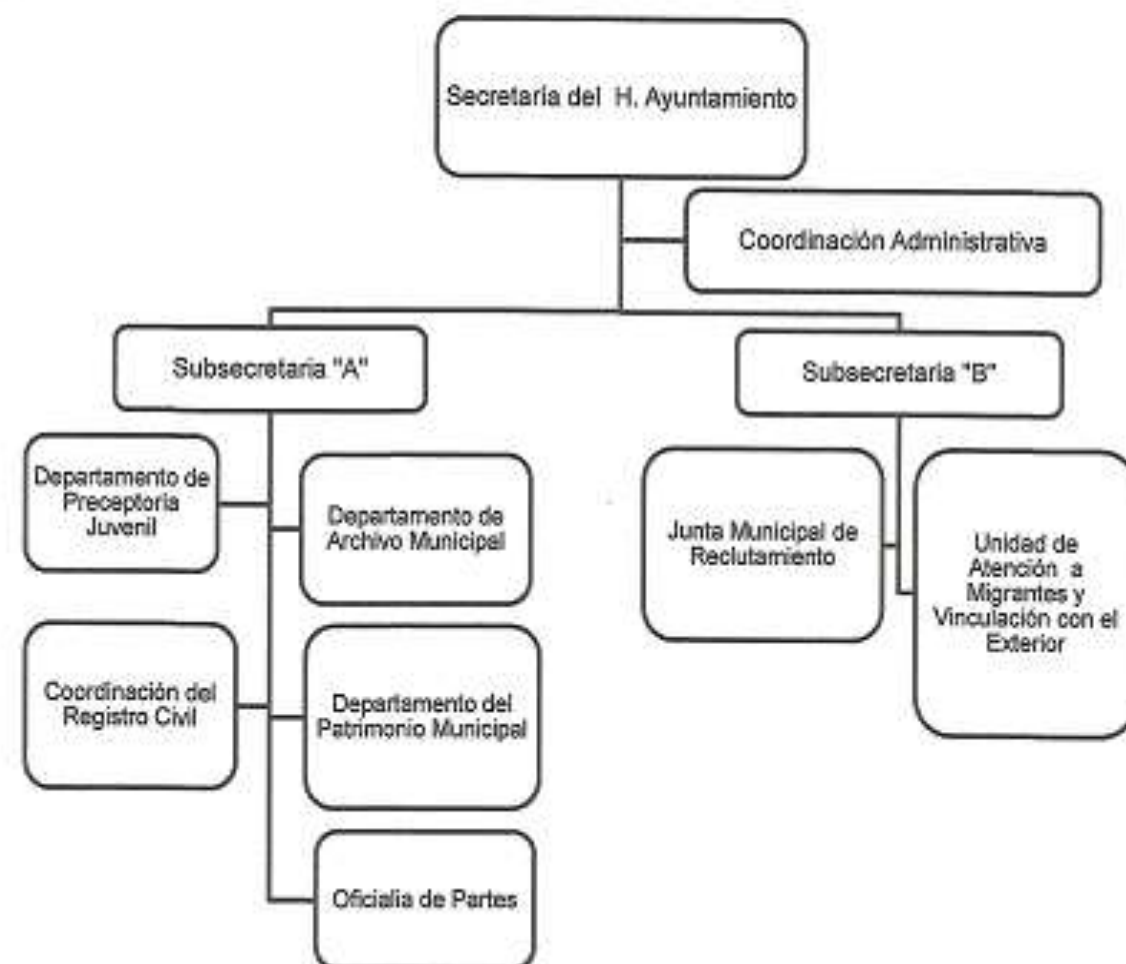 Secretaría del H. Ayuntamiento
Coordinación Administrativa
Subsecretaria "A"
Subsecretaria "B"
Departamento de
Preceptoria
Juvenil
Departamento de
Archivo Municipal
Junta Municipal de
Reclutamiento
Unidad de
Atención a
Migrantes y
Vinculación con el
Exterior
Coordinación del
Registro Civil
Departamento del
Patrimonio Municipal
Oficialia de Partes